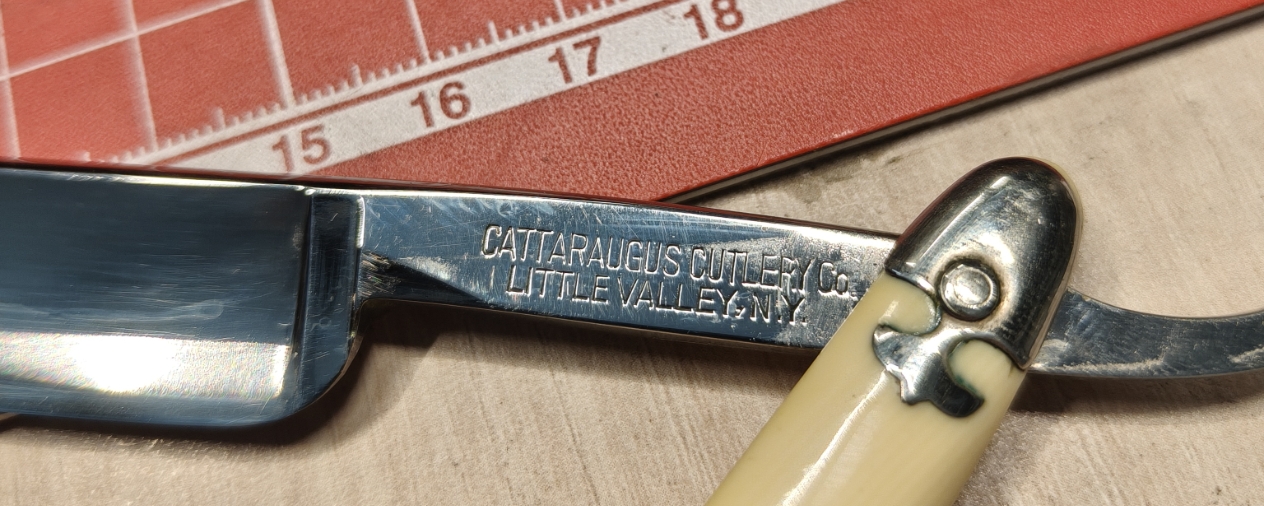 15 16 17 18
CATTARAUGUS CUTLERY Co.
LITTLE VALLEY, N.Y.